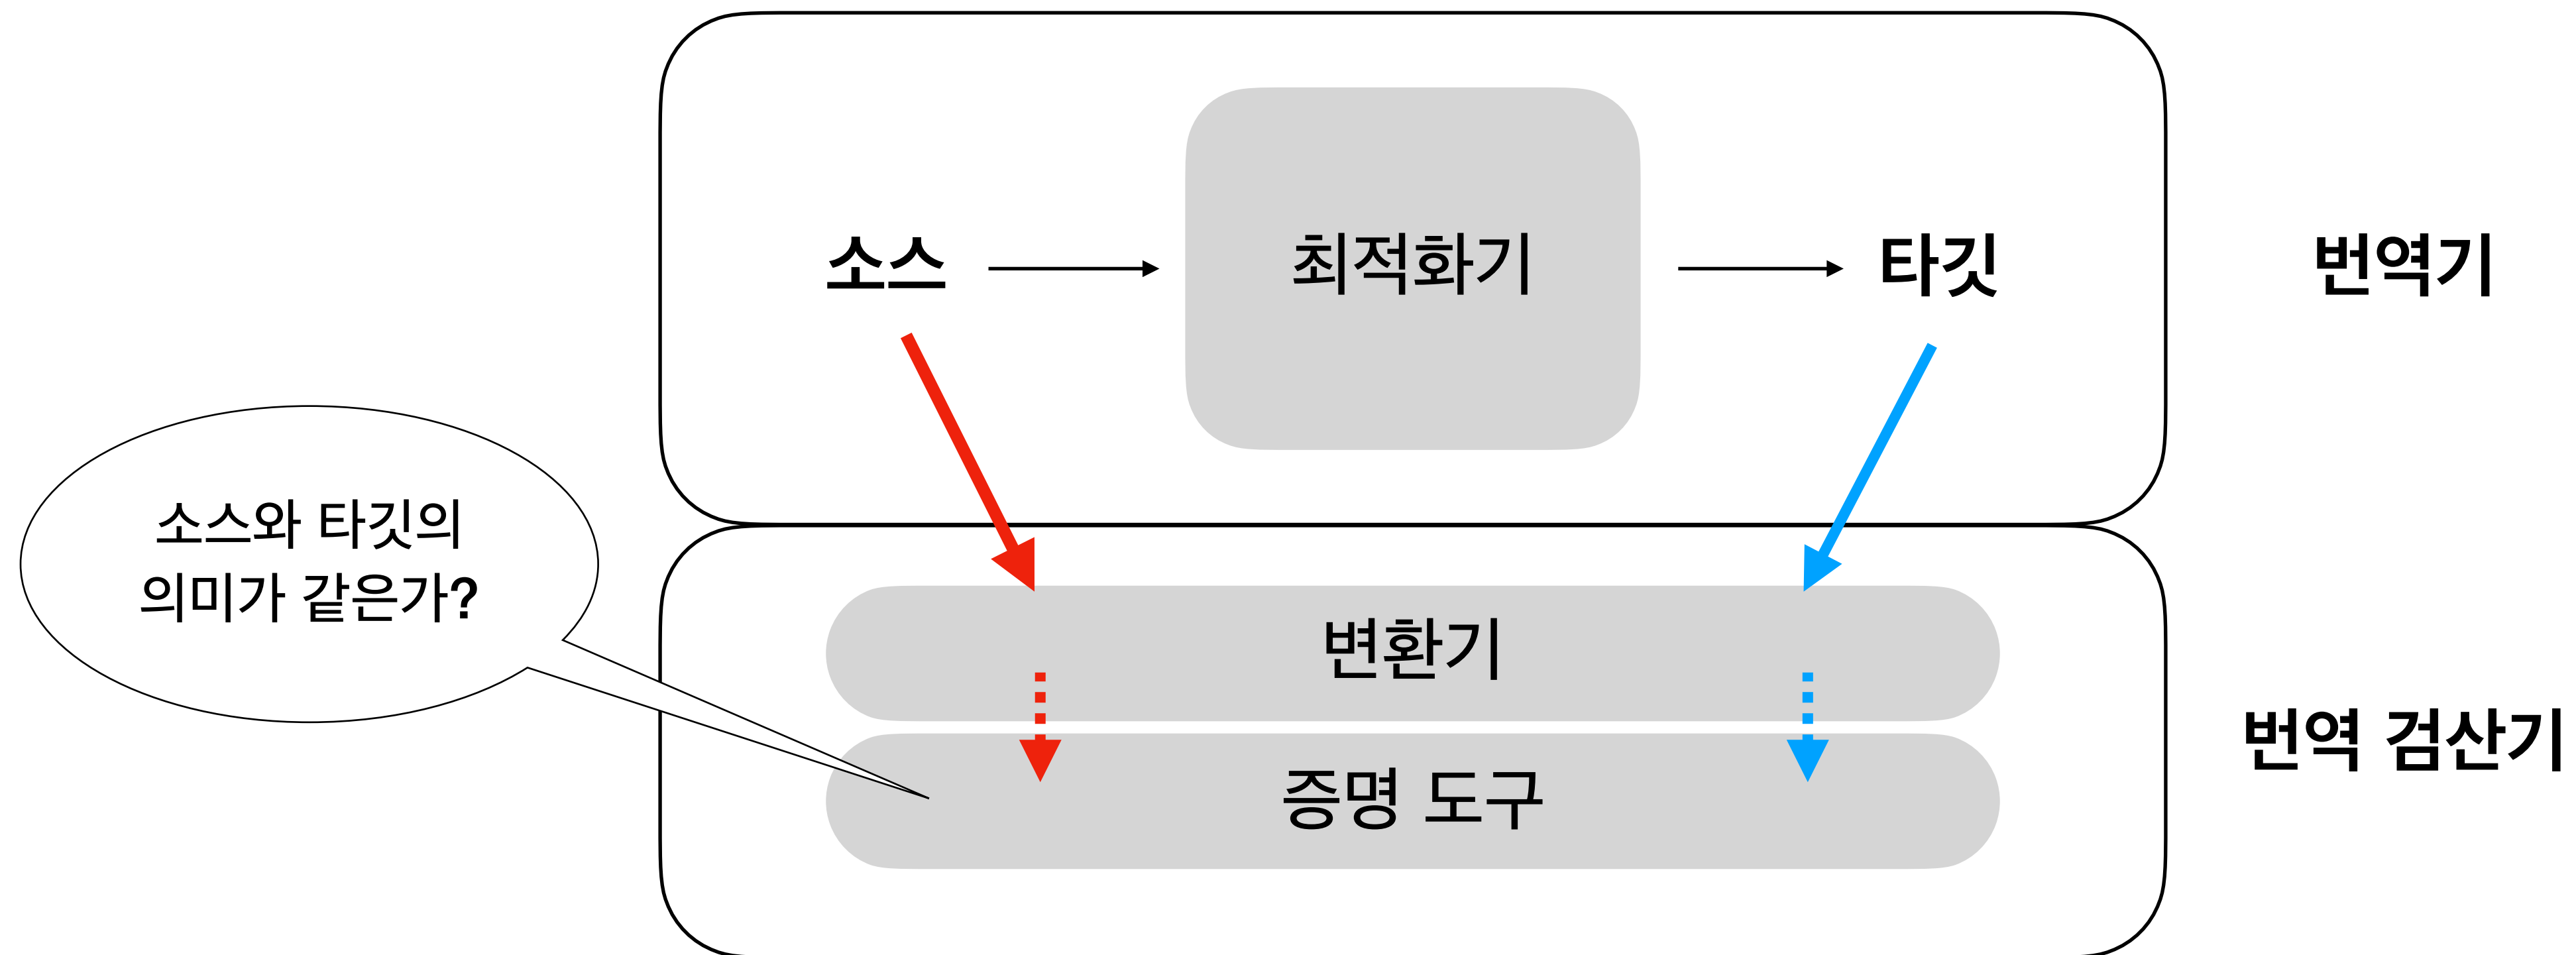 소스
최적화기
타깃
번역기
소스와 타깃의
의미가 같은가?
변환기
번역 검산기
증명 도구